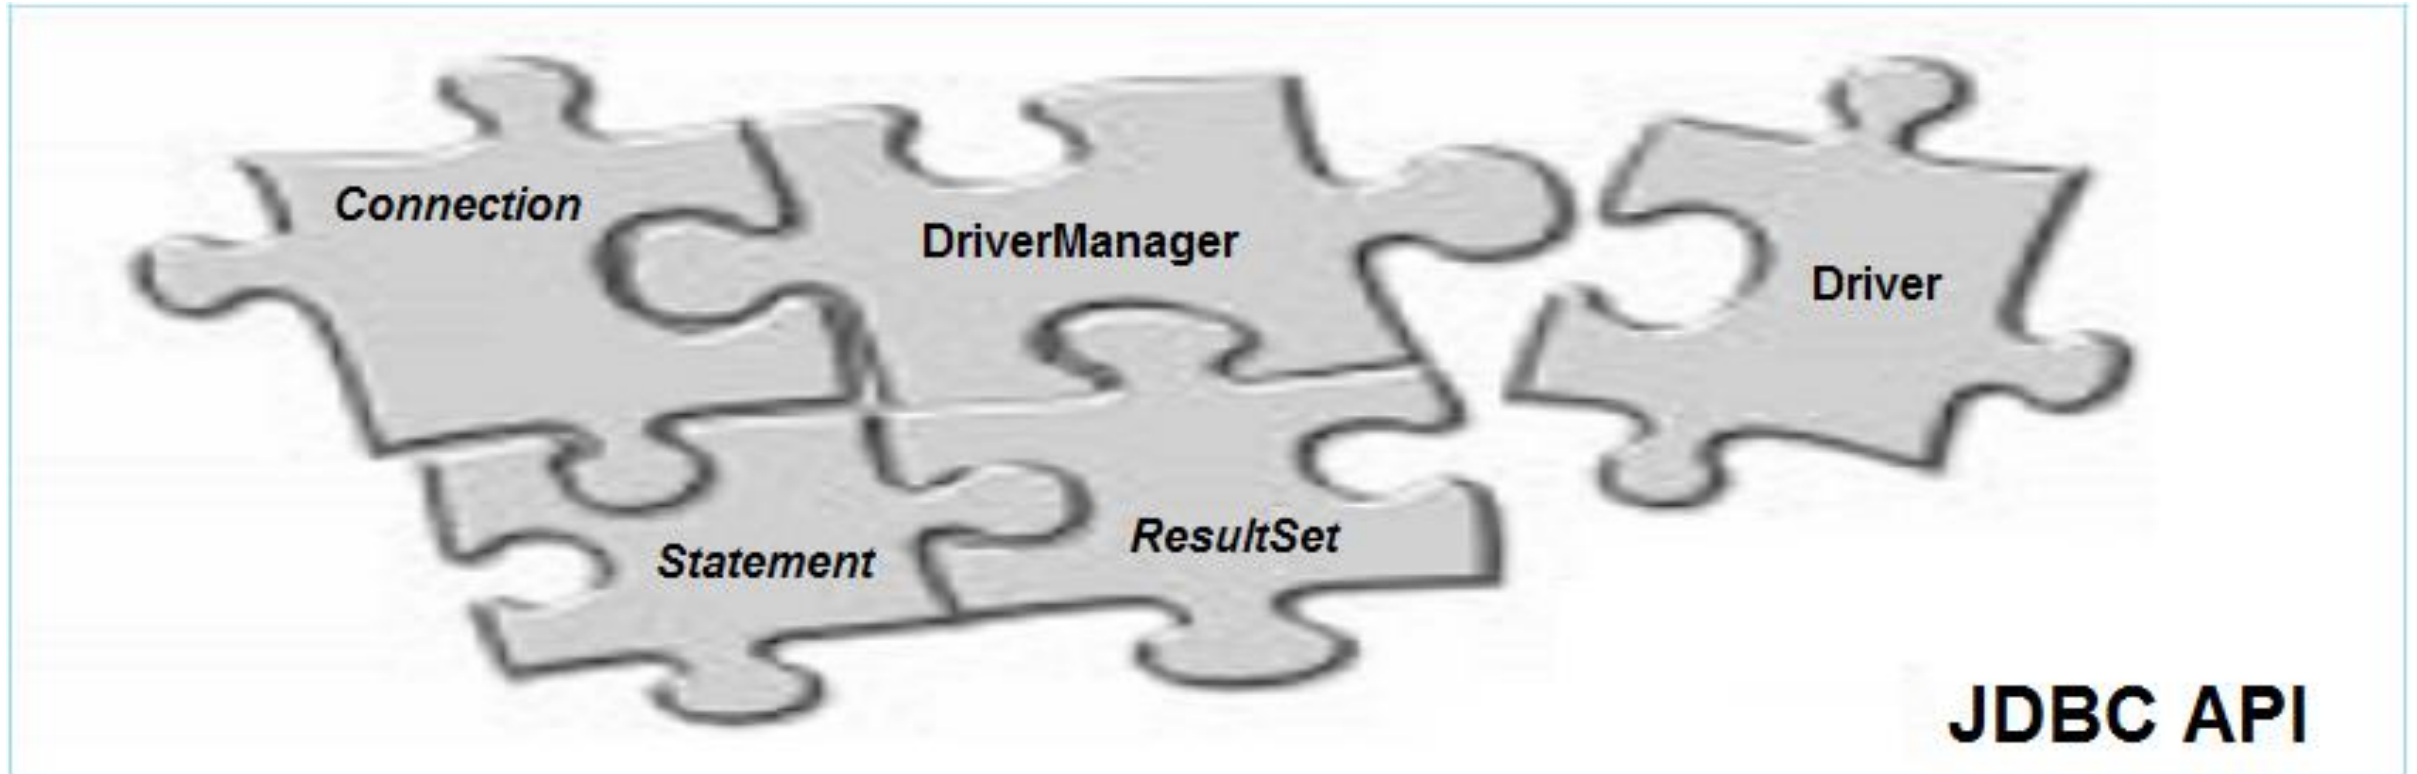 Connection
DriverManager
Driver
Statement
ResultSet
JDBC API